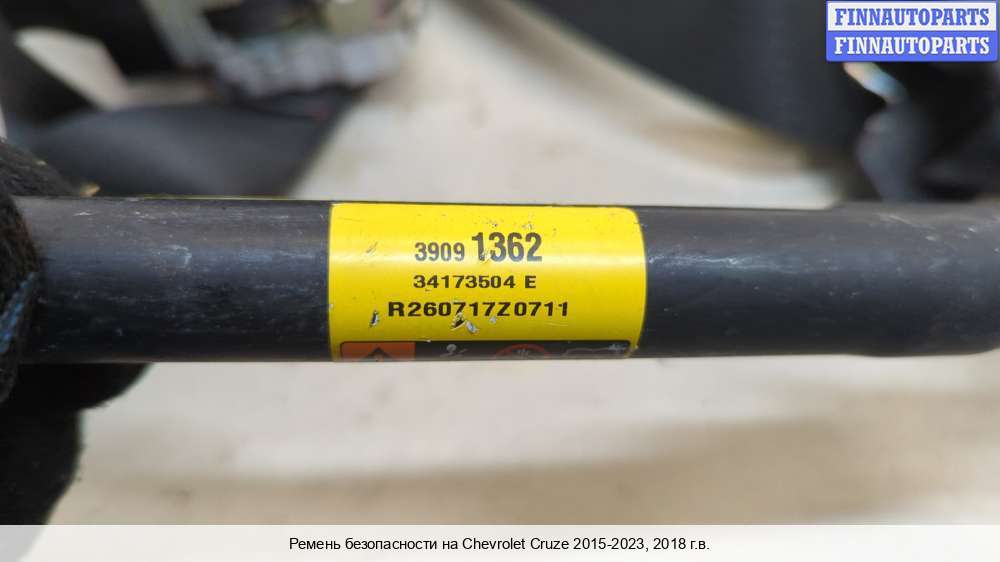 FINNAUTOPARTS
FINNAUTOPARTS
3909 1362
34173504 E
R260717Z0711
Ремень безопасности на Chevrolet Cruze 2015-2023, 2018 г.в.